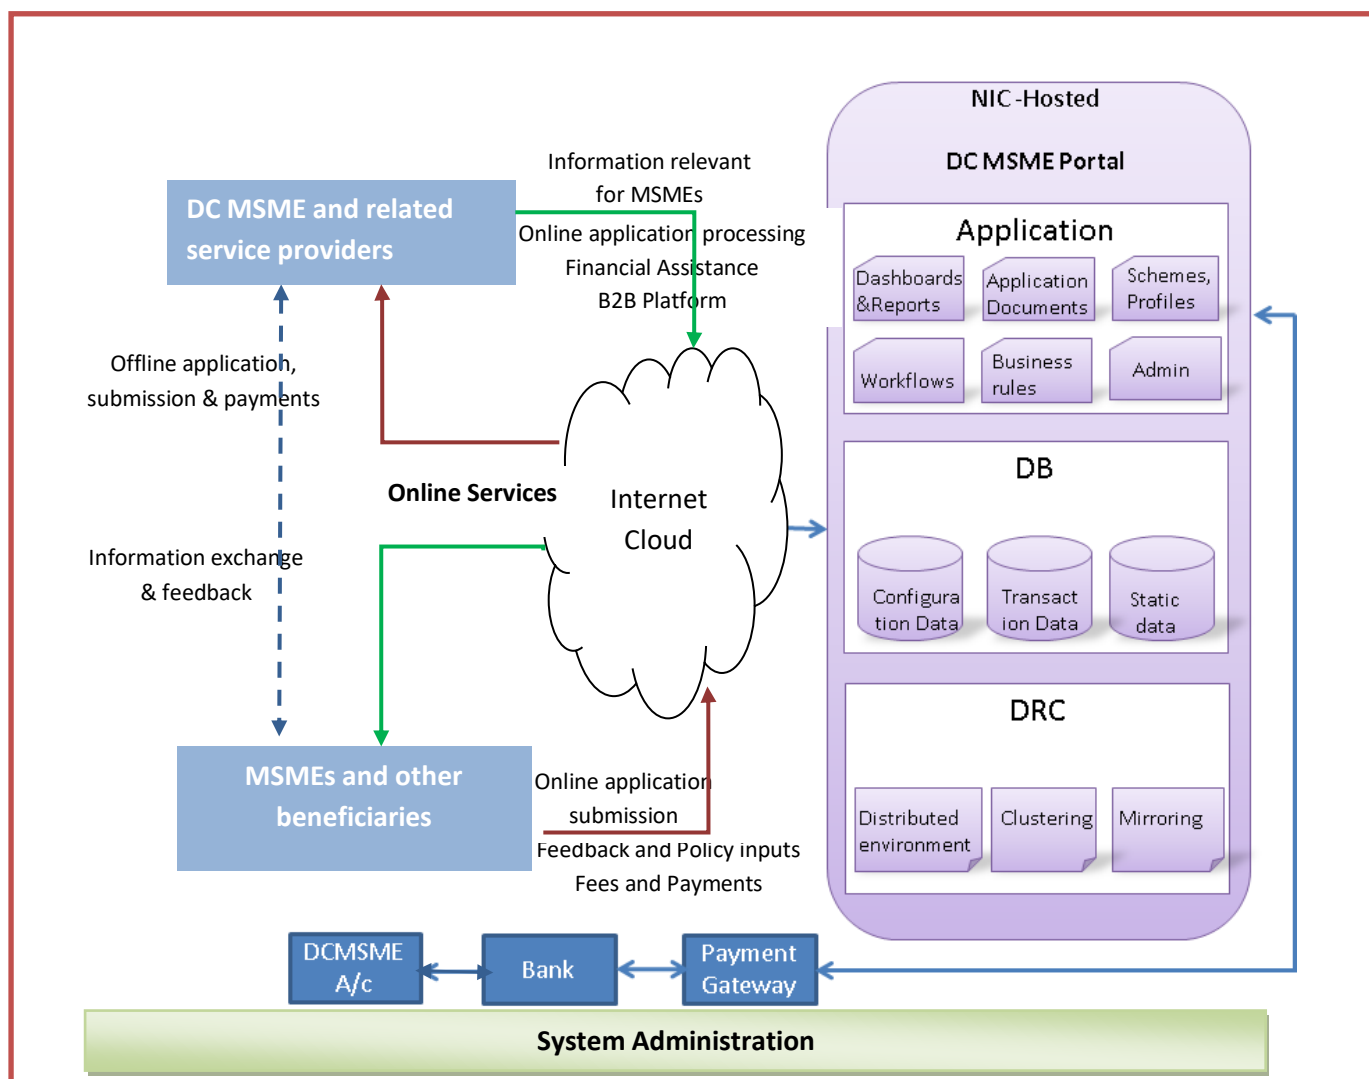 NIC-Hosted
DC MSME Portal
Information relevant
for MSMEs
DC MSME and related
service providers
Online application processing
Financial Assistance
B2B Platform
Application
Dashboards
&Reports
Application
Documents
Schemes,
Profiles
Workflows
Business
rules
Admin
Offline application,
submission & payments
Online Services
Internet
Cloud
Information exchange
& feedback
DB
Configura
tion Data
Transact
ion Data
Static
data
DRC
Distributed
environment
Clustering
Mirroring
MSMEs and other
beneficiaries
Online application
submission
Feedback and Policy inputs
Fees and Payments
DCMSME
A/c
Bank
Payment
Gateway
System Administration